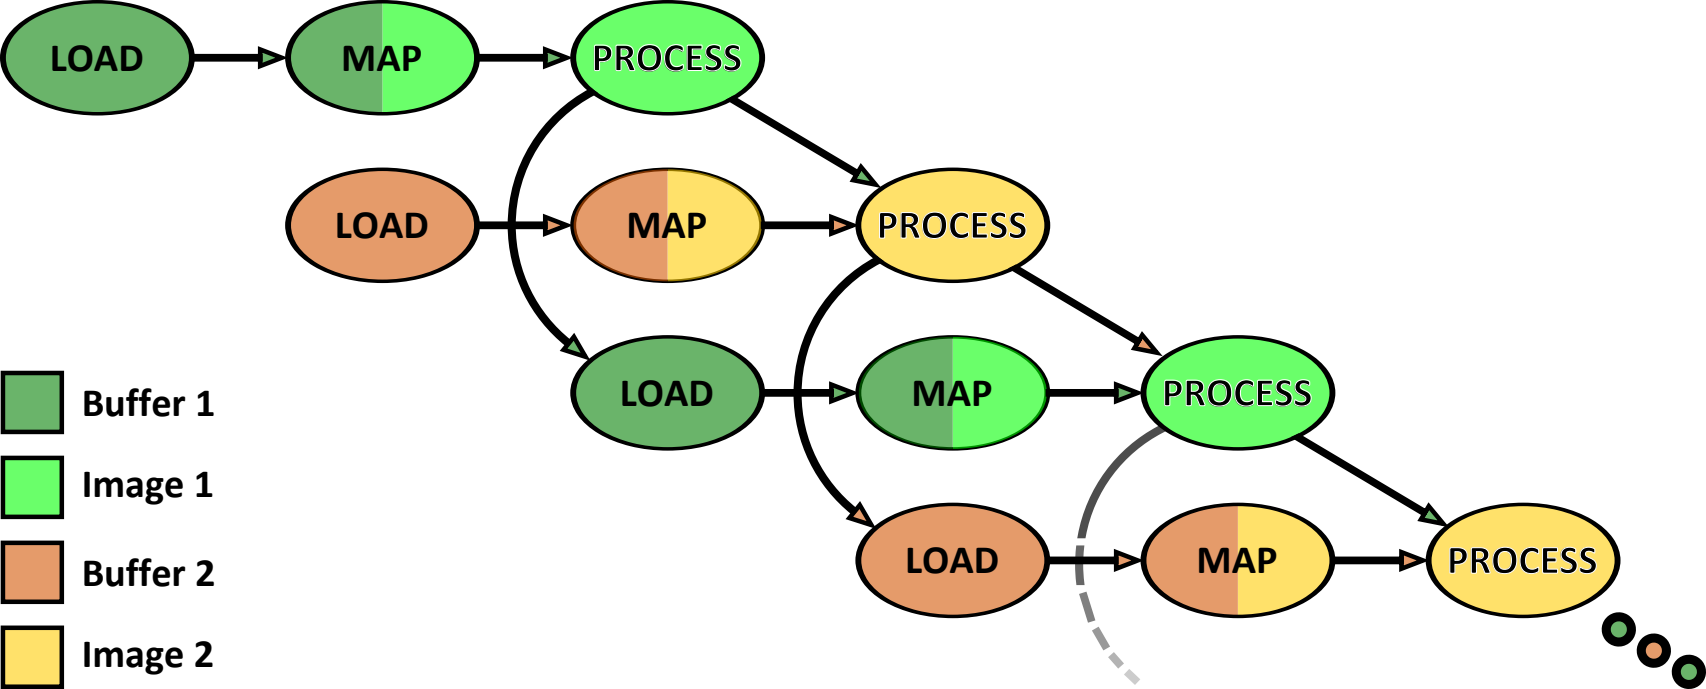 LOAD
MAP
PROCESS
LOAD
MAP
PROCESS
LOAD
MAP
PROCESS
LOAD
MAP
PROCESS
Buffer 1
Image 1
Buffer 2
Image 2